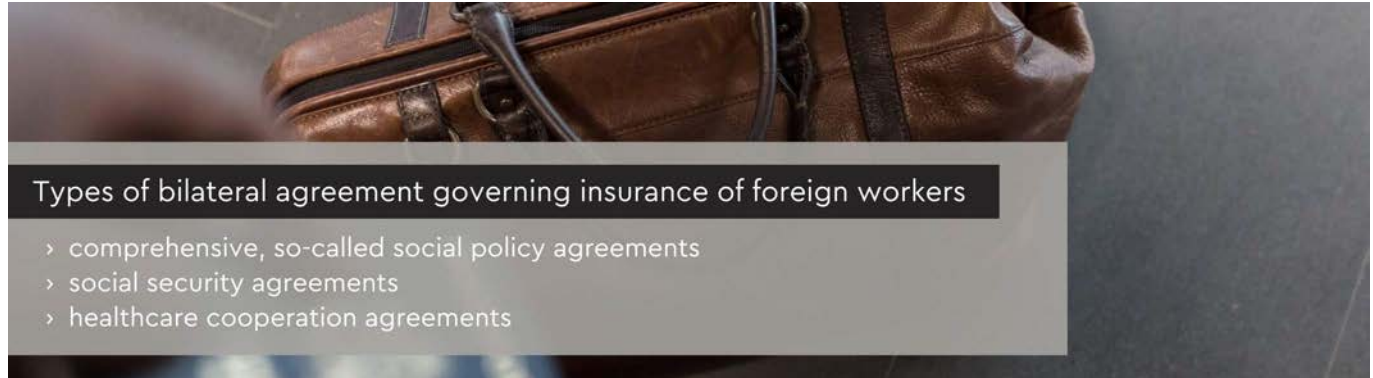 Types of bilateral agreement governing insurance of foreign workers
› comprehensive, so-called social policy agreements
› social security agreements
› healthcare cooperation agreements